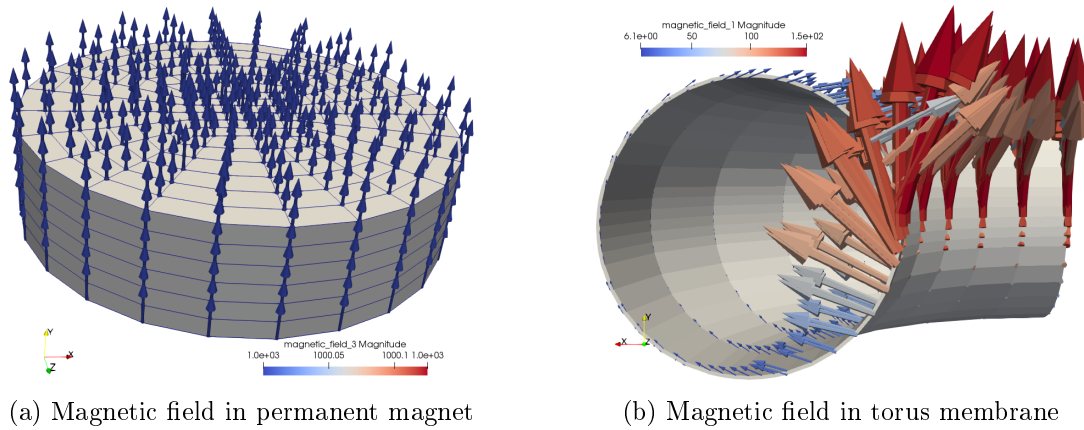 magnetic_field_1 Magnitude
6.1e+00 50 100 1.5e+02
Y
X
Z
magnetic_field_3 Magnitude
1.0e+03 1000.05 1000.1 1.0e+03
Y
X
Z
(a) Magnetic field in permanent magnet
(b) Magnetic field in torus membrane